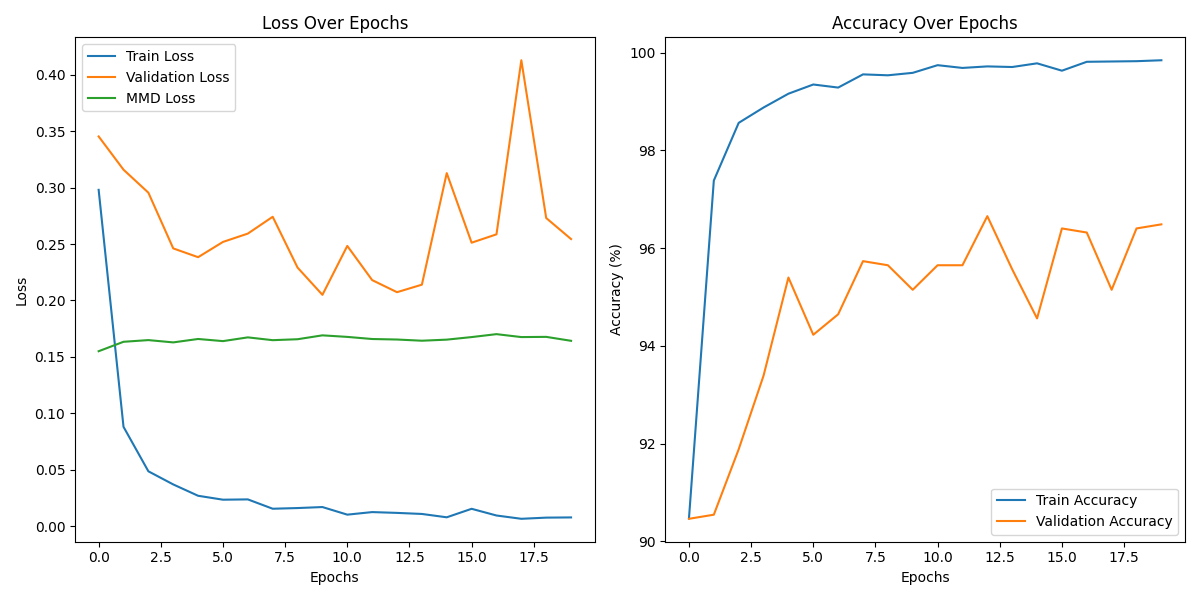 Loss Over Epochs
Train Loss
Validation Loss
MMD Loss
0.40
0.35
0.30
0.25
0.20
0.15
0.10
0.05
0.00
Loss
0.0 2.5 5.0 7.5 10.0 12.5 15.0 17.5
Epochs
Accuracy Over Epochs
100
98
96
94
92
90
Accuracy (%)
Train Accuracy
Validation Accuracy
0.0 2.5 5.0 7.5 10.0 12.5 15.0 17.5
Epochs